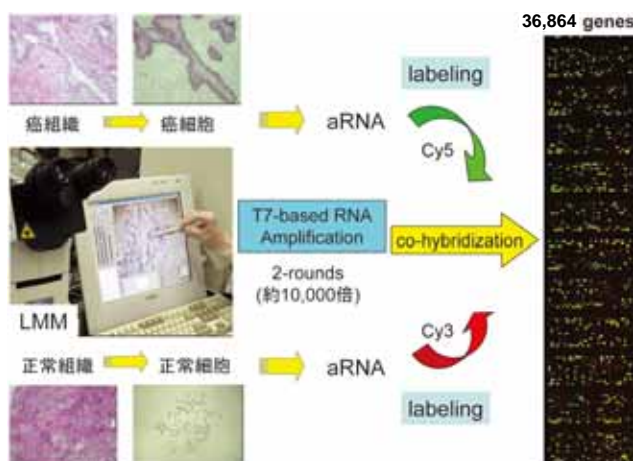 36,864 genes
labeling
癌組織 癌細胞 aRNA
Cy5
T7-based RNA
Amplification
co-hybridization
2-rounds
(約10,000倍)
LMM
Cy3
正常組織 正常細胞 aRNA
labeling